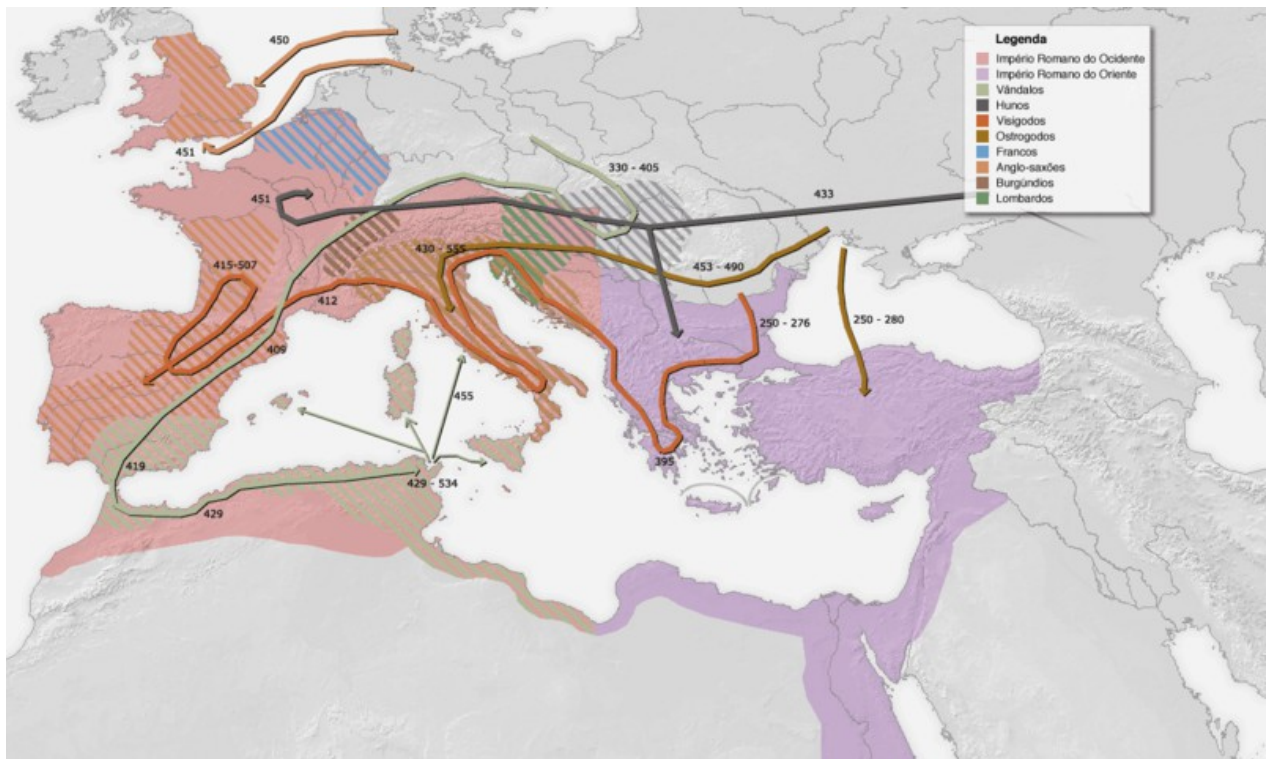 Legenda
Império Romano do Ocidente
Império Romano do Oriente
Vândalos
Hunos
Visigodos
Ostrogodos
Francos
Anglo-saxões
Burgúndios
Lombardos
450
451
330 - 405
433
451
430 - 555
415-507
453 - 490
412
250 - 276
250 - 280
409
455
395
419
429 - 534
429